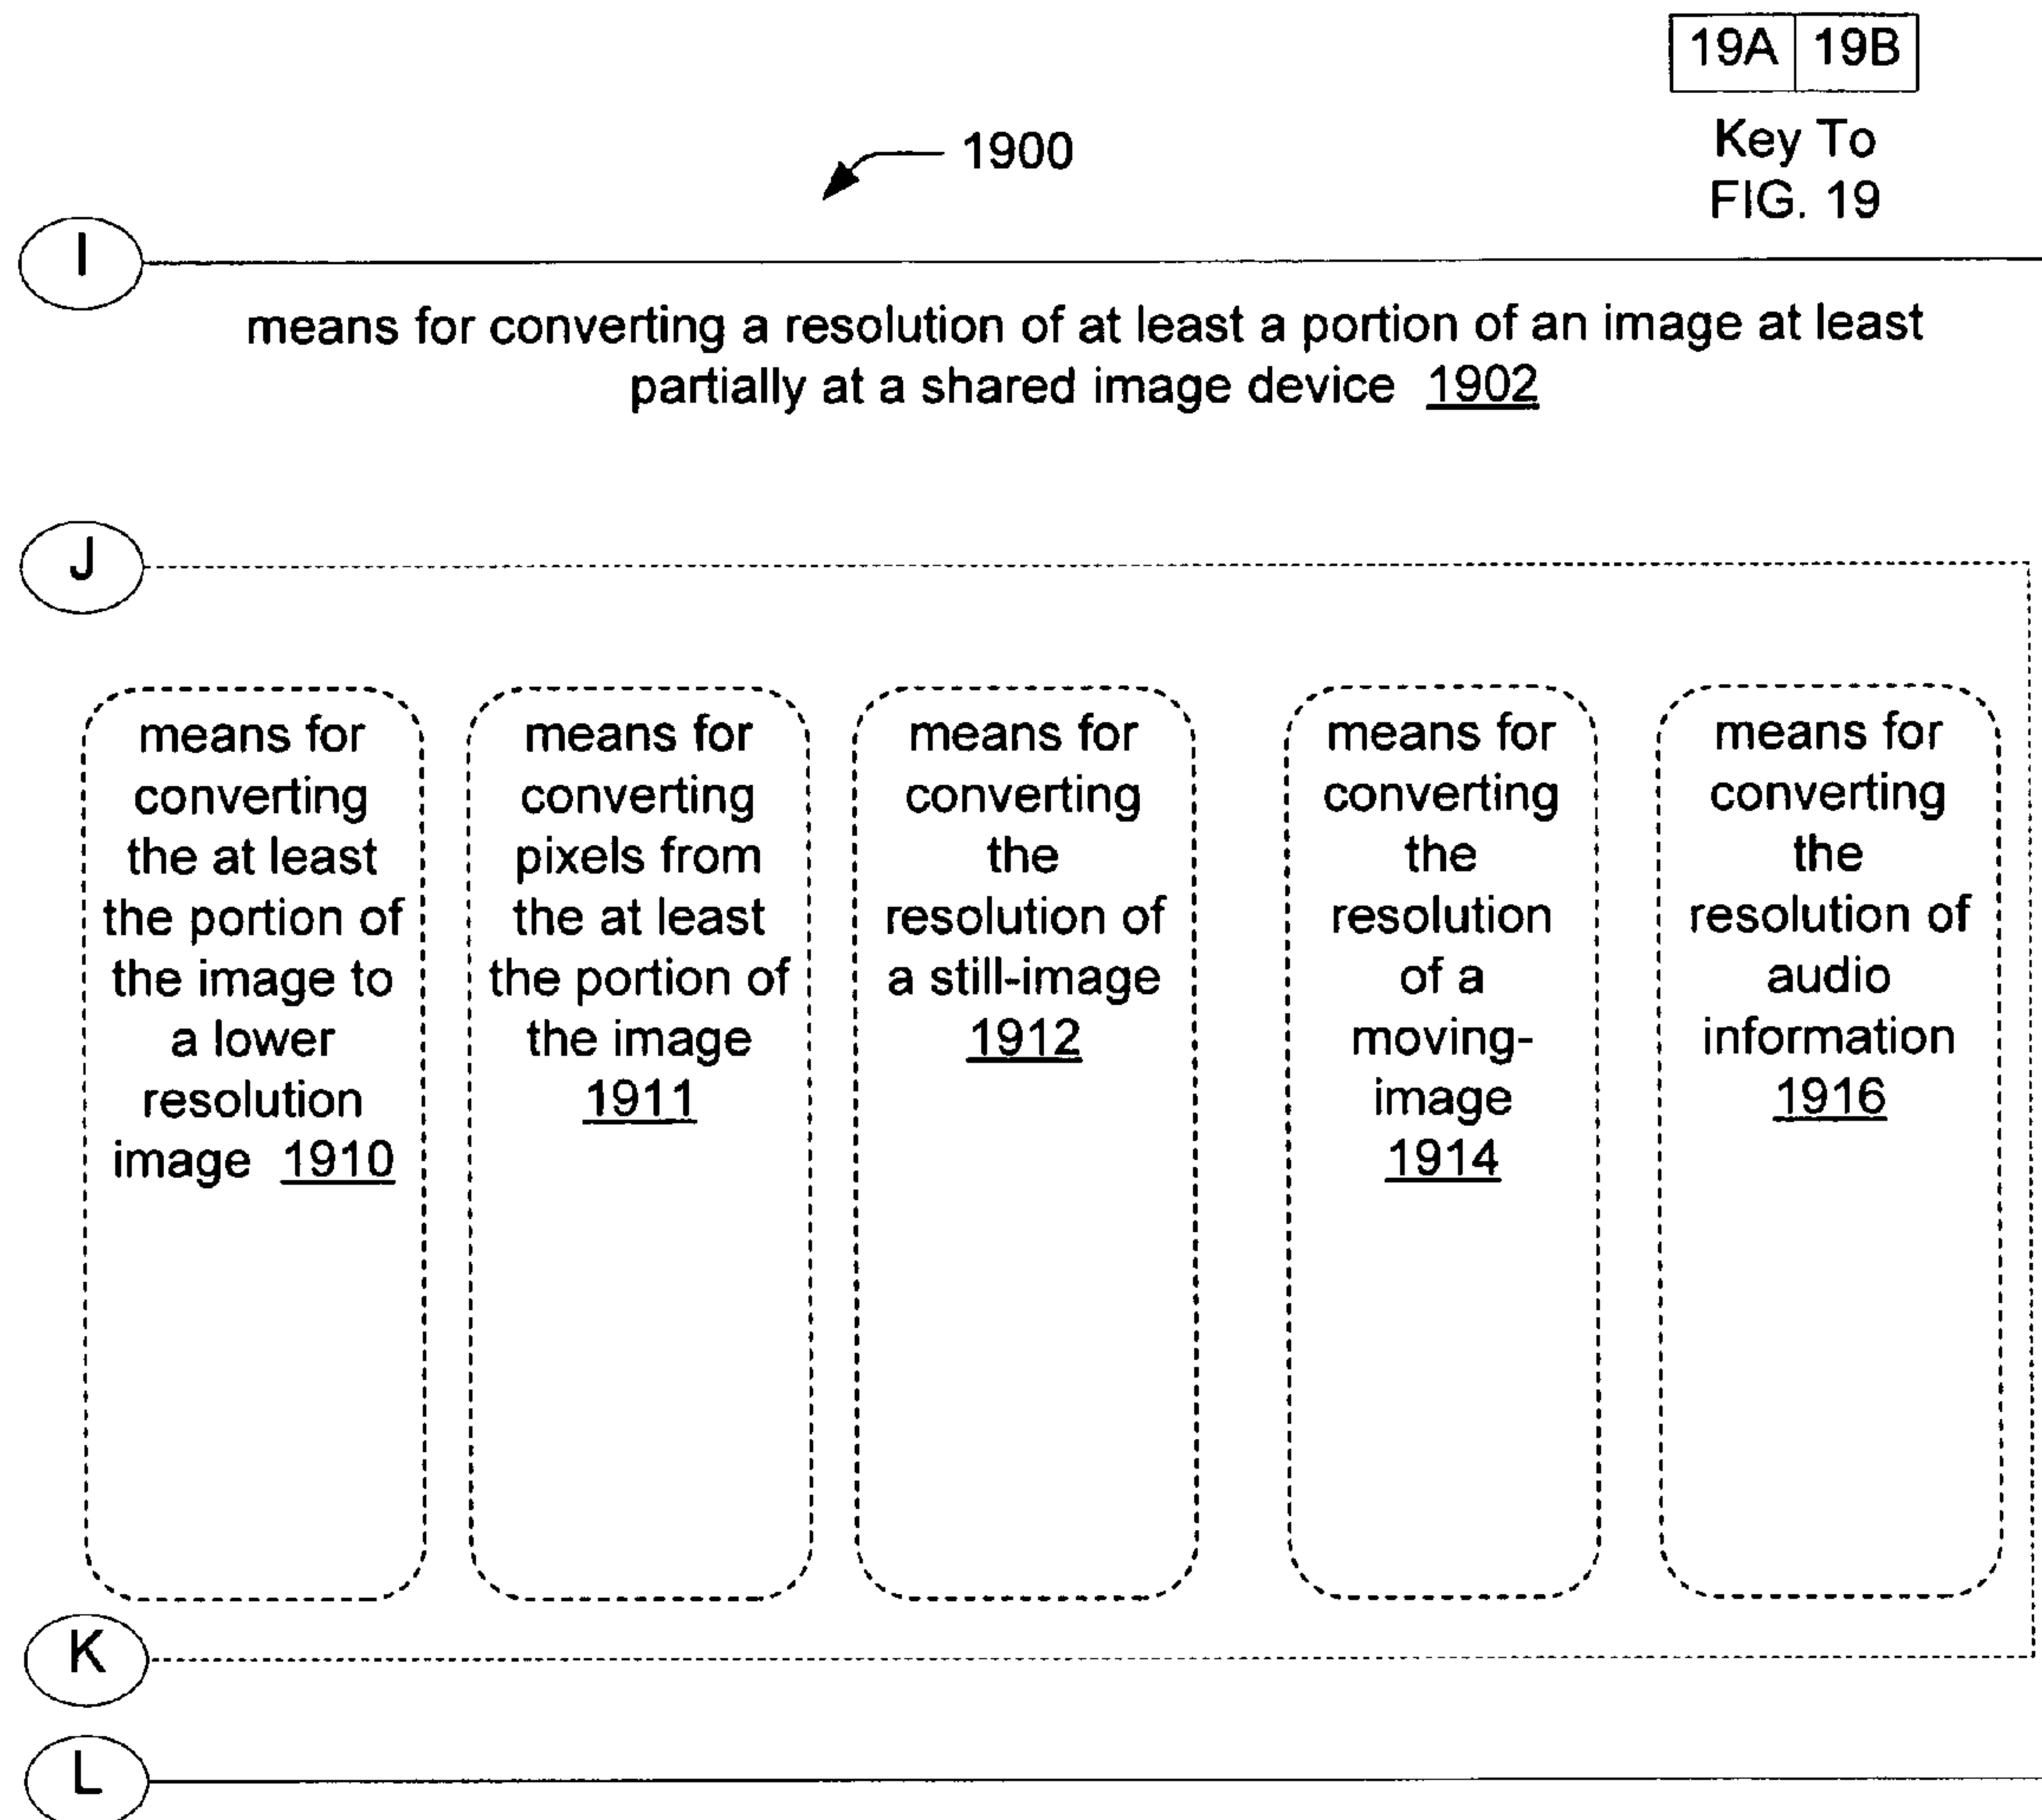 19A 19B
Key To
FIG. 19
1900
I
means for converting a resolution of at least a portion of an image at least
partially at a shared image device 1902
J
means for
converting
the at least
the portion of
the image to
a lower
resolution
image 1910
means for
converting
pixels from
the at least
the portion of
the image
1911
means for
converting
the
resolution of
a still-image
1912
means for
converting
the
resolution
of a
moving-
image
1914
means for
converting
the
resolution of
audio
information
1916
K
L